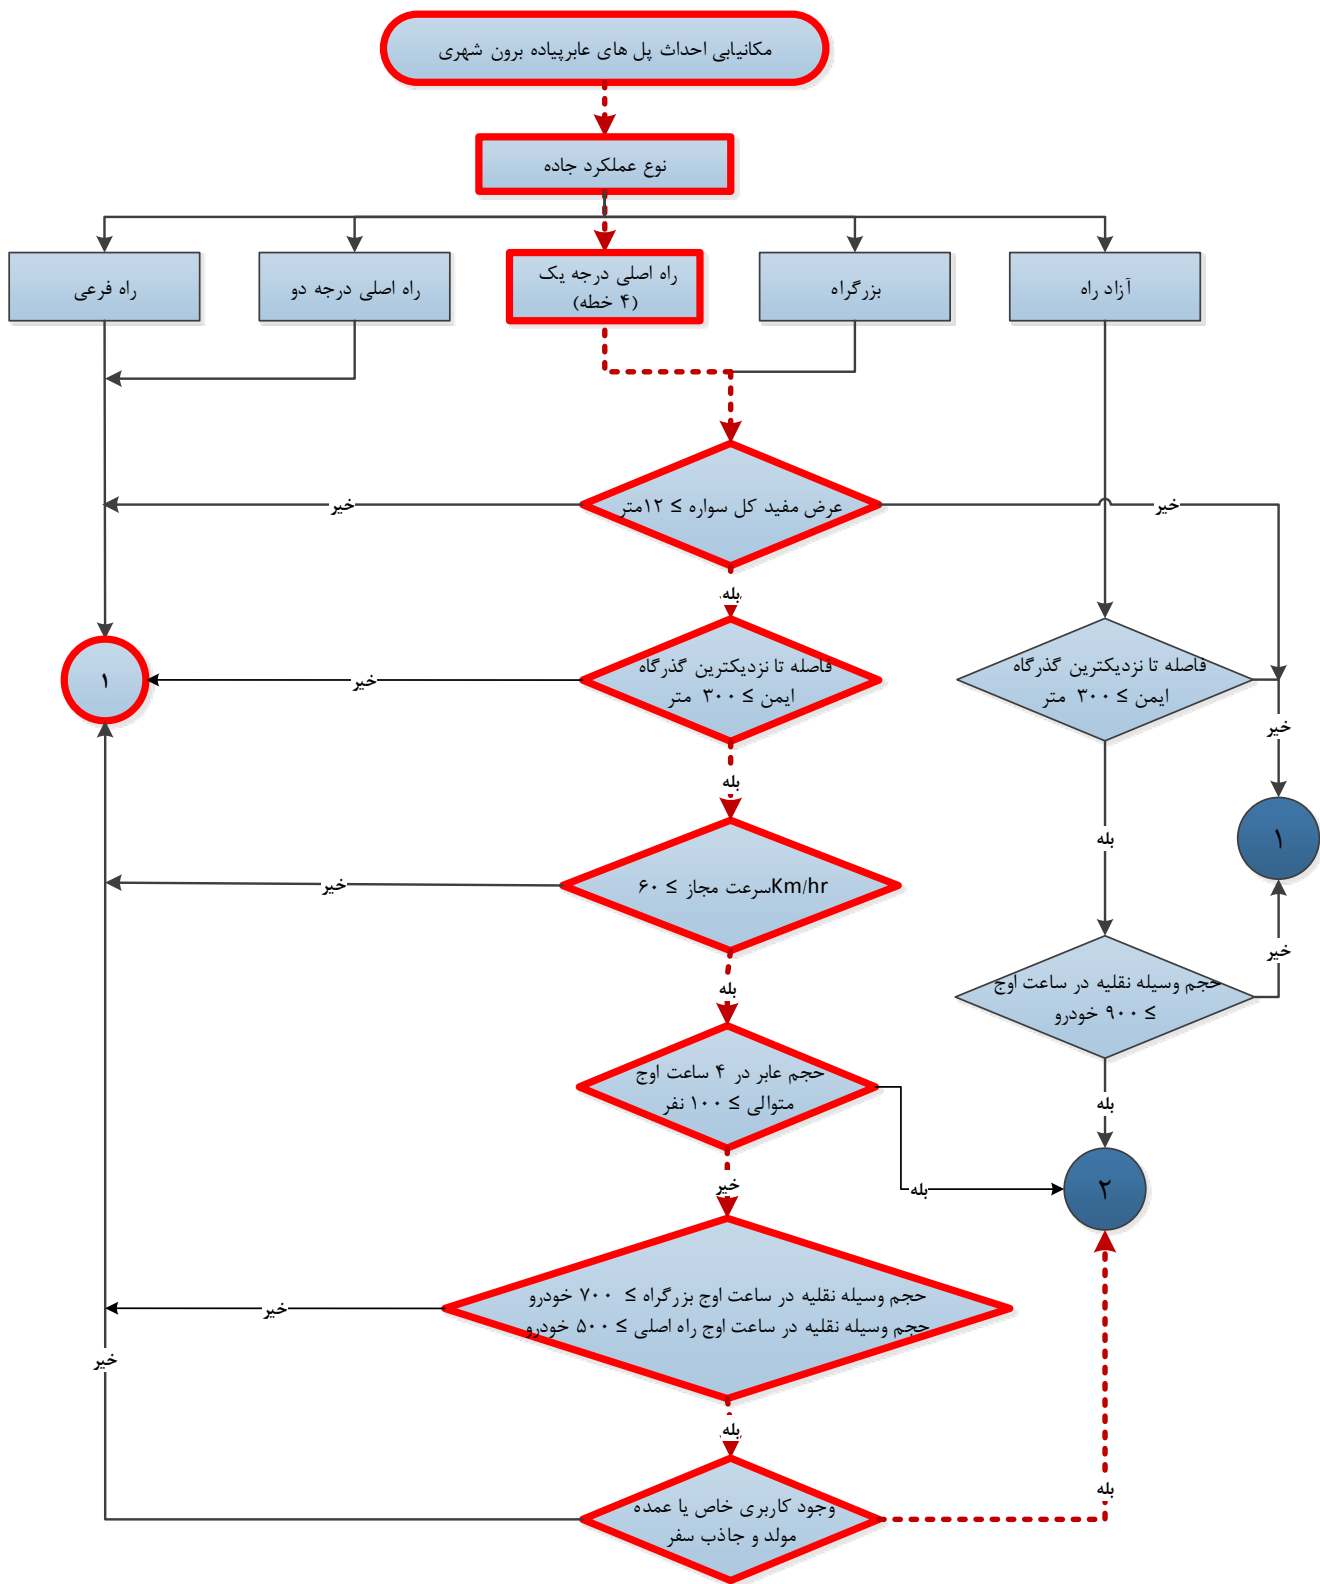 مکانیابی احداث پل های عابرپیاده برون شهری
نوع عملکرد جاده
آزاد راه
بزرگراه
راه اصلی درجه یک
(۴ خطه)
راه اصلی درجه دو
راه فرعی
عرض مفید کل سواره ≥ ۱۲متر
خیر
خیر
بله
فاصله تا نزدیکترین گذرگاه
ایمن ≥ ۳۰۰ متر
فاصله تا نزدیکترین گذرگاه
ایمن ≥ ۳۰۰ متر
خیر
۱
خیر
بله
بله
۱
سرعت مجاز ≥ ۶۰Km/hr
خیر
خیر
بله
حجم وسیله نقلیه در ساعت اوج
≥ ۹۰۰ خودرو
حجم عابر در ۴ ساعت اوج
متوالی ≥ ۱۰۰ نفر
بله
بله
خیر
۲
حجم وسیله نقلیه در ساعت اوج بزرگراه ≥ ۷۰۰ خودرو
حجم وسیله نقلیه در ساعت اوج راه اصلی ≥ ۵۰۰ خودرو
خیر
خیر
بله
وجود کاربری خاص یا عمده
مولد و جاذب سفر
بله